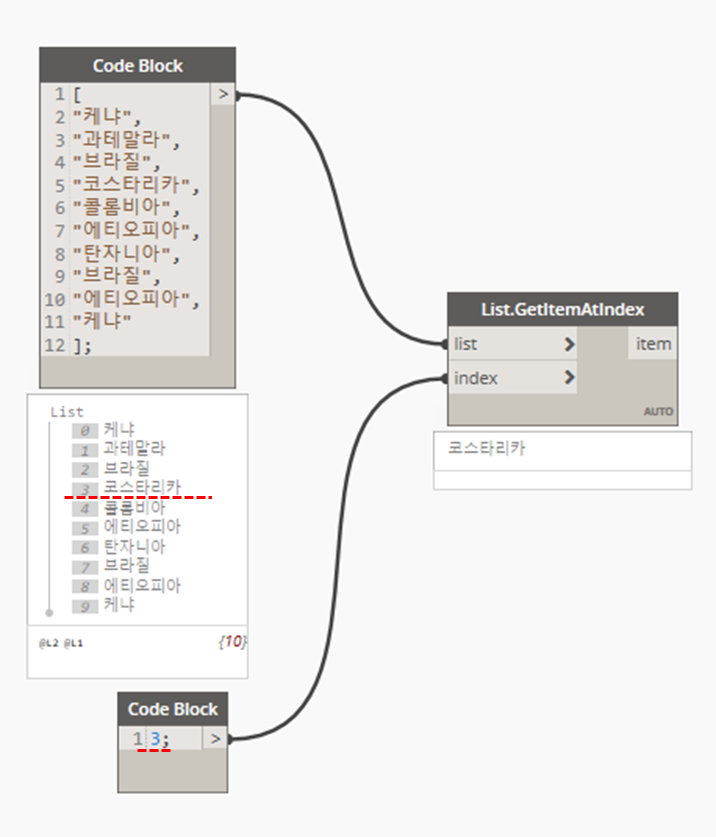 Code Block
1 [ >
2 "케냐",
3 "과테말라",
4 "브라질",
5 "코스타리카",
6 "콜롬비아",
7 "에티오피아",
8 "탄자니아",
9 "브라질",
10 "에티오피아",
11 "케냐"
12 ];
List
0 케냐
1 과테말라
2 브라질
3 코스타리카
4 콜롬비아
5 에티오피아
6 탄자니아
7 브라질
8 에티오피아
9 케냐
@L2 @L1 {10}
Code Block
1 3; >
List.GetItemAtIndex
list > item
index >
AUTO
코스타리카